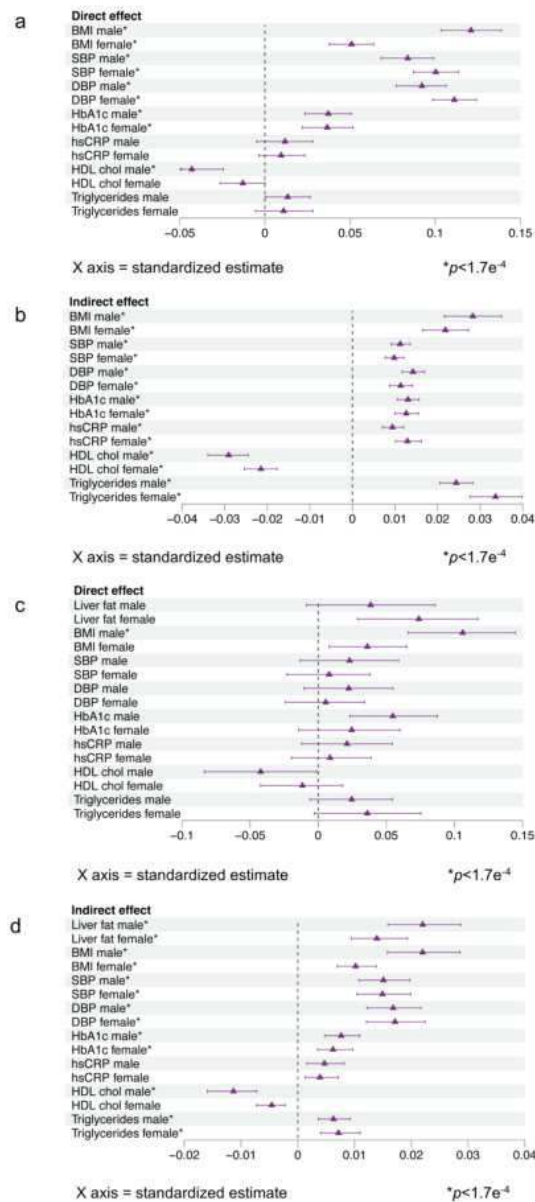 a
Direct effect
BMI male*
BMI female*
SBP male*
SBP female*
DBP male*
DBP female*
HbA1c male*
HbA1c female*
hsCRP male
hsCRP female
HDL chol male*
HDL chol female
Triglycerides male
Triglycerides female
−0.05 0 0.05 0.1 0.15
X axis = standardized estimate *p<1.7e-4
b
Indirect effect
BMI male*
BMI female*
SBP male*
SBP female*
DBP male*
DBP female*
HbA1c male*
HbA1c female*
hsCRP male*
hsCRP female*
HDL chol male*
HDL chol female*
Triglycerides male*
Triglycerides female*
−0.04 −0.03 −0.02 −0.01 0 0.01 0.02 0.03 0.04
X axis = standardized estimate *p<1.7e-4
c
Direct effect
Liver fat male
Liver fat female
BMI male*
BMI female
SBP male
SBP female
DBP male
DBP female
HbA1c male
HbA1c female
hsCRP male
hsCRP female
HDL chol male
HDL chol female
Triglycerides male
Triglycerides female
−0.1 −0.05 0 0.05 0.1 0.15
X axis = standardized estimate *p<1.7e-4
d
Indirect effect
Liver fat male*
Liver fat female*
BMI male*
BMI female*
SBP male*
SBP female*
DBP male*
DBP female*
HbA1c male*
HbA1c female*
hsCRP male
hsCRP female
HDL chol male*
HDL chol female
Triglycerides male*
Triglycerides female*
−0.02 −0.01 0 0.01 0.02 0.03 0.04
X axis = standardized estimate *p<1.7e-4